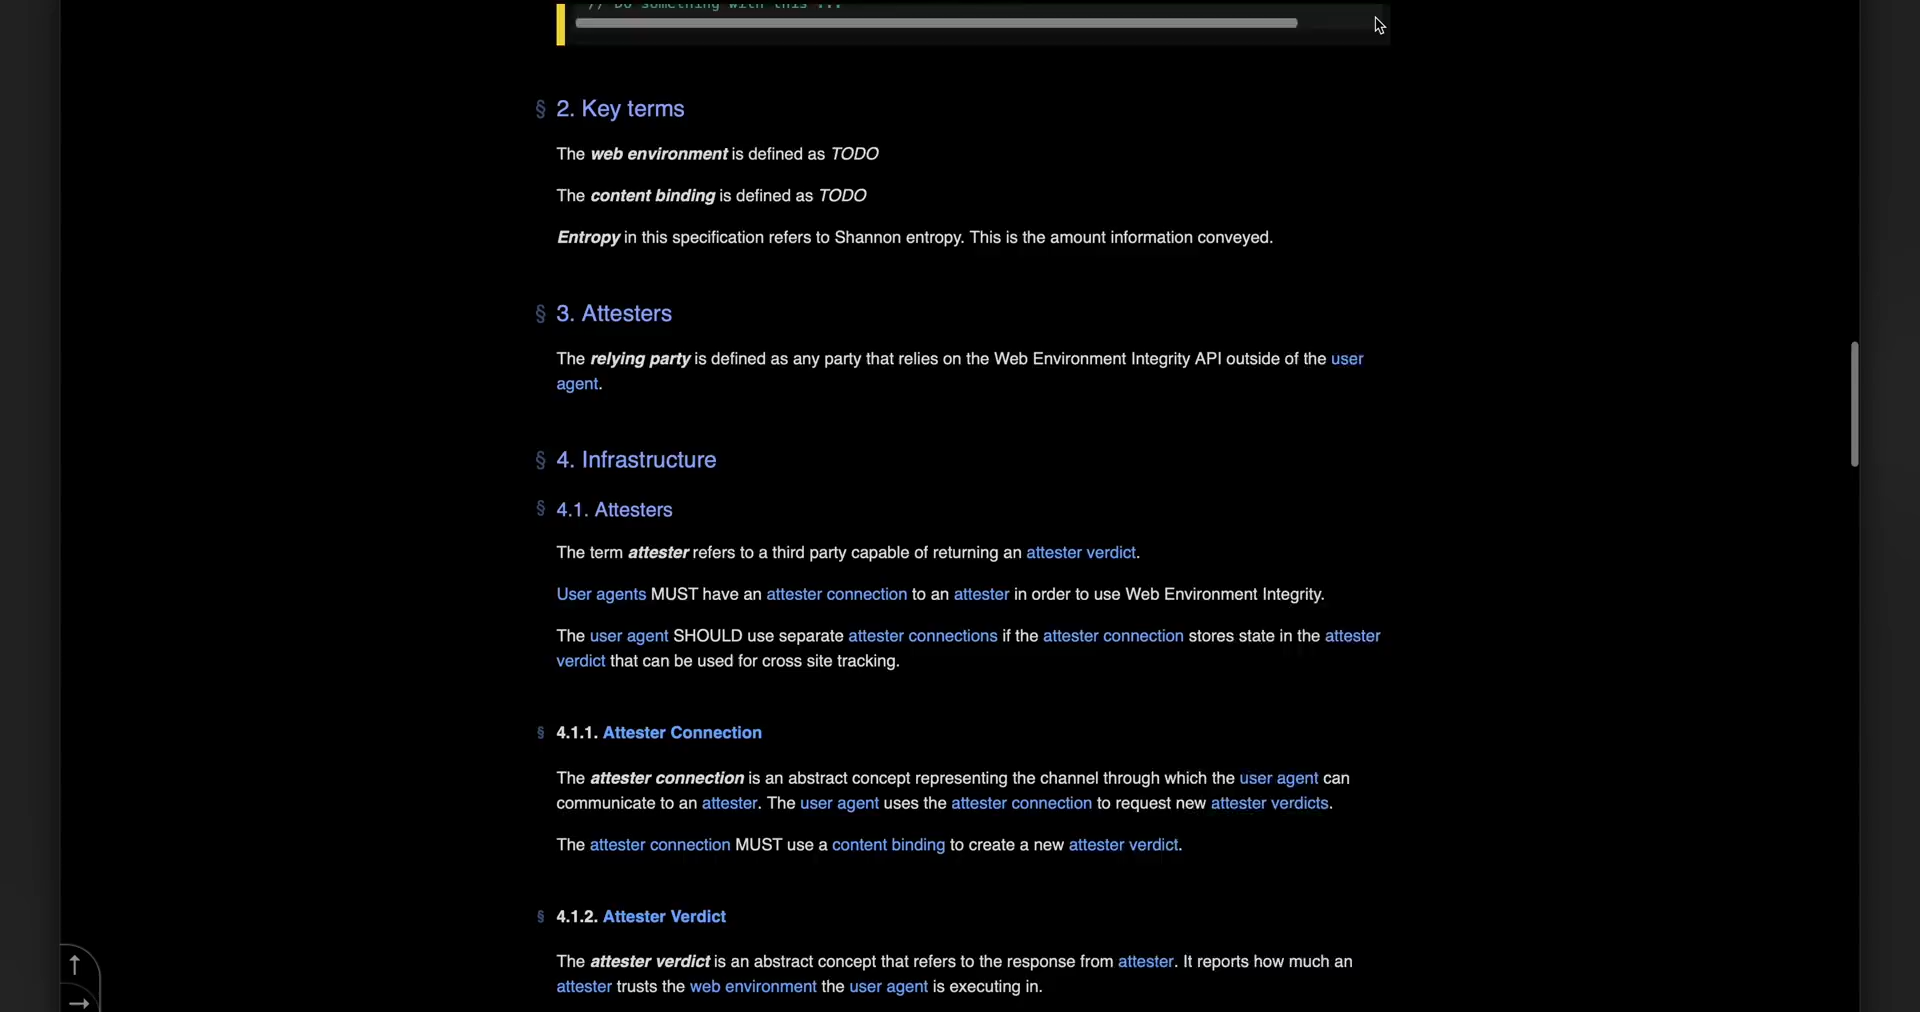 // Do something with this ...
§ 2. Key terms
The web environment is defined as TODO
The content binding is defined as TODO
Entropy in this specification refers to Shannon entropy. This is the amount information conveyed.
§ 3. Attesters
The relying party is defined as any party that relies on the Web Environment Integrity API outside of the user
agent.
§ 4. Infrastructure
§ 4.1. Attesters
The term attester refers to a third party capable of returning an attester verdict.
User agents MUST have an attester connection to an attester in order to use Web Environment Integrity.
The user agent SHOULD use separate attester connections if the attester connection stores state in the attester
verdict that can be used for cross site tracking.
§ 4.1.1. Attester Connection
The attester connection is an abstract concept representing the channel through which the user agent can
communicate to an attester. The user agent uses the attester connection to request new attester verdicts.
The attester connection MUST use a content binding to create a new attester verdict.
§ 4.1.2. Attester Verdict
The attester verdict is an abstract concept that refers to the response from attester. It reports how much an
attester trusts the web environment the user agent is executing in.
↑
→